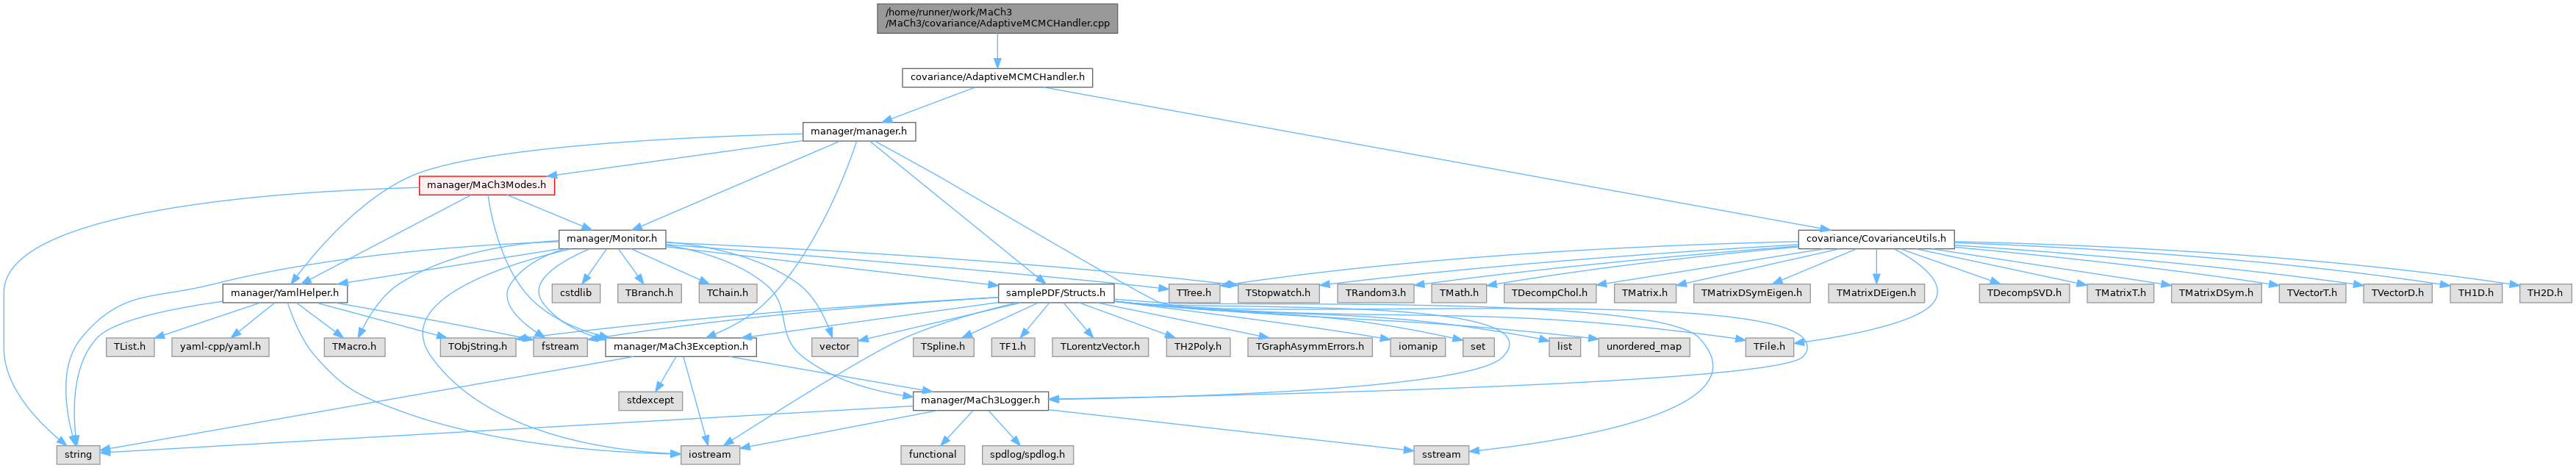 /home/runner/work/MaCh3
/MaCh3/covariance/AdaptiveMCMCHandler.cpp
covariance/AdaptiveMCMCHandler.h
manager/manager.h
manager/MaCh3Modes.h
manager/Monitor.h
covariance/CovarianceUtils.h
manager/YamlHelper.h
cstdlib
TBranch.h
TChain.h
samplePDF/Structs.h
TTree.h
TStopwatch.h
TRandom3.h
TMath.h
TDecompChol.h
TMatrix.h
TMatrixDSymEigen.h
TMatrixDEigen.h
TDecompSVD.h
TMatrixT.h
TMatrixDSym.h
TVectorT.h
TVectorD.h
TH1D.h
TH2D.h
TList.h
yaml-cpp/yaml.h
TMacro.h
TObjString.h
fstream
manager/MaCh3Exception.h
vector
TSpline.h
TF1.h
TLorentzVector.h
TH2Poly.h
TGraphAsymmErrors.h
iomanip
set
list
unordered_map
TFile.h
stdexcept
manager/MaCh3Logger.h
string
iostream
functional
spdlog/spdlog.h
sstream